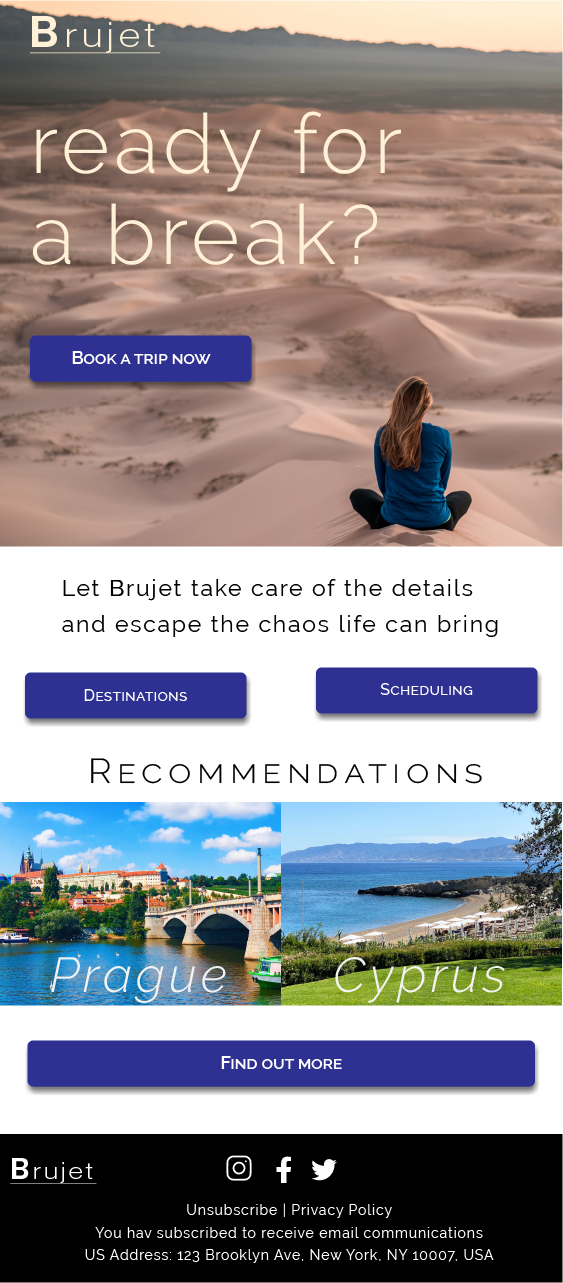 Brujet
ready for
a break?
Book a trip now
Let Brujet take care of the details
and escape the chaos life can bring
Destinations
Scheduling
Recommendations
Prague
Cyprus
Find out more
Brujet
Unsubscribe | Privacy Policy
You hav subscribed to receive email communications
US Address: 123 Brooklyn Ave, New York, NY 10007, USA